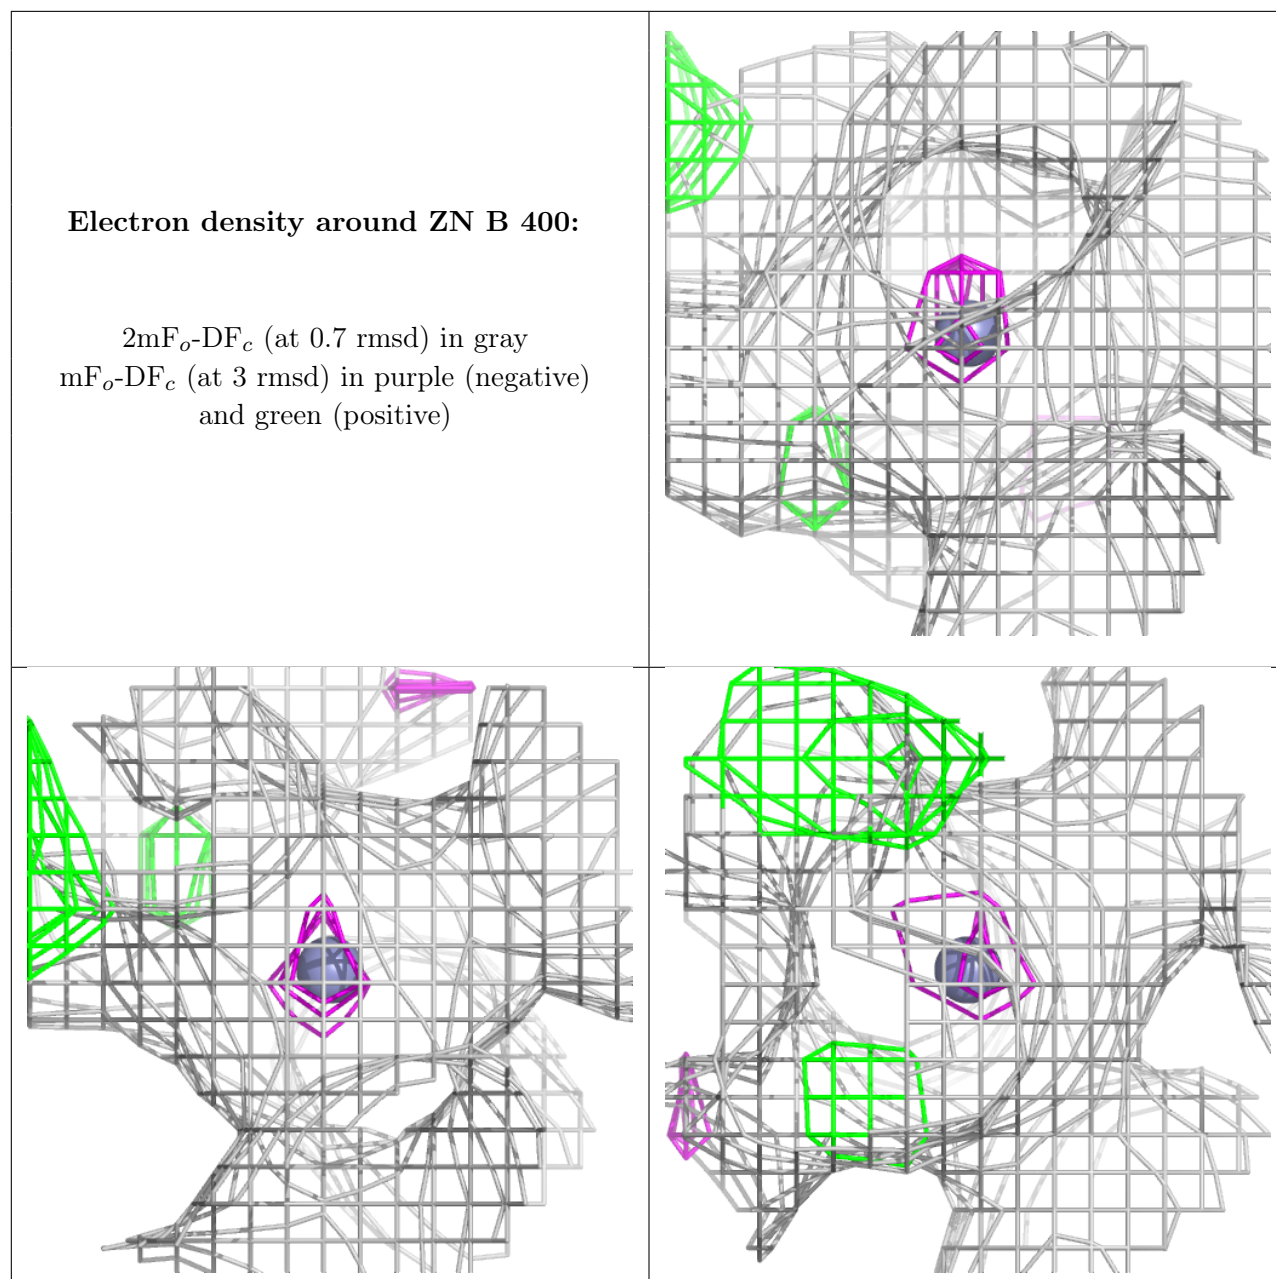 Electron density around ZN B 400:
2mFo-DFc (at 0.7 rmsd) in gray
mFo-DFc (at 3 rmsd) in purple (negative)
and green (positive)